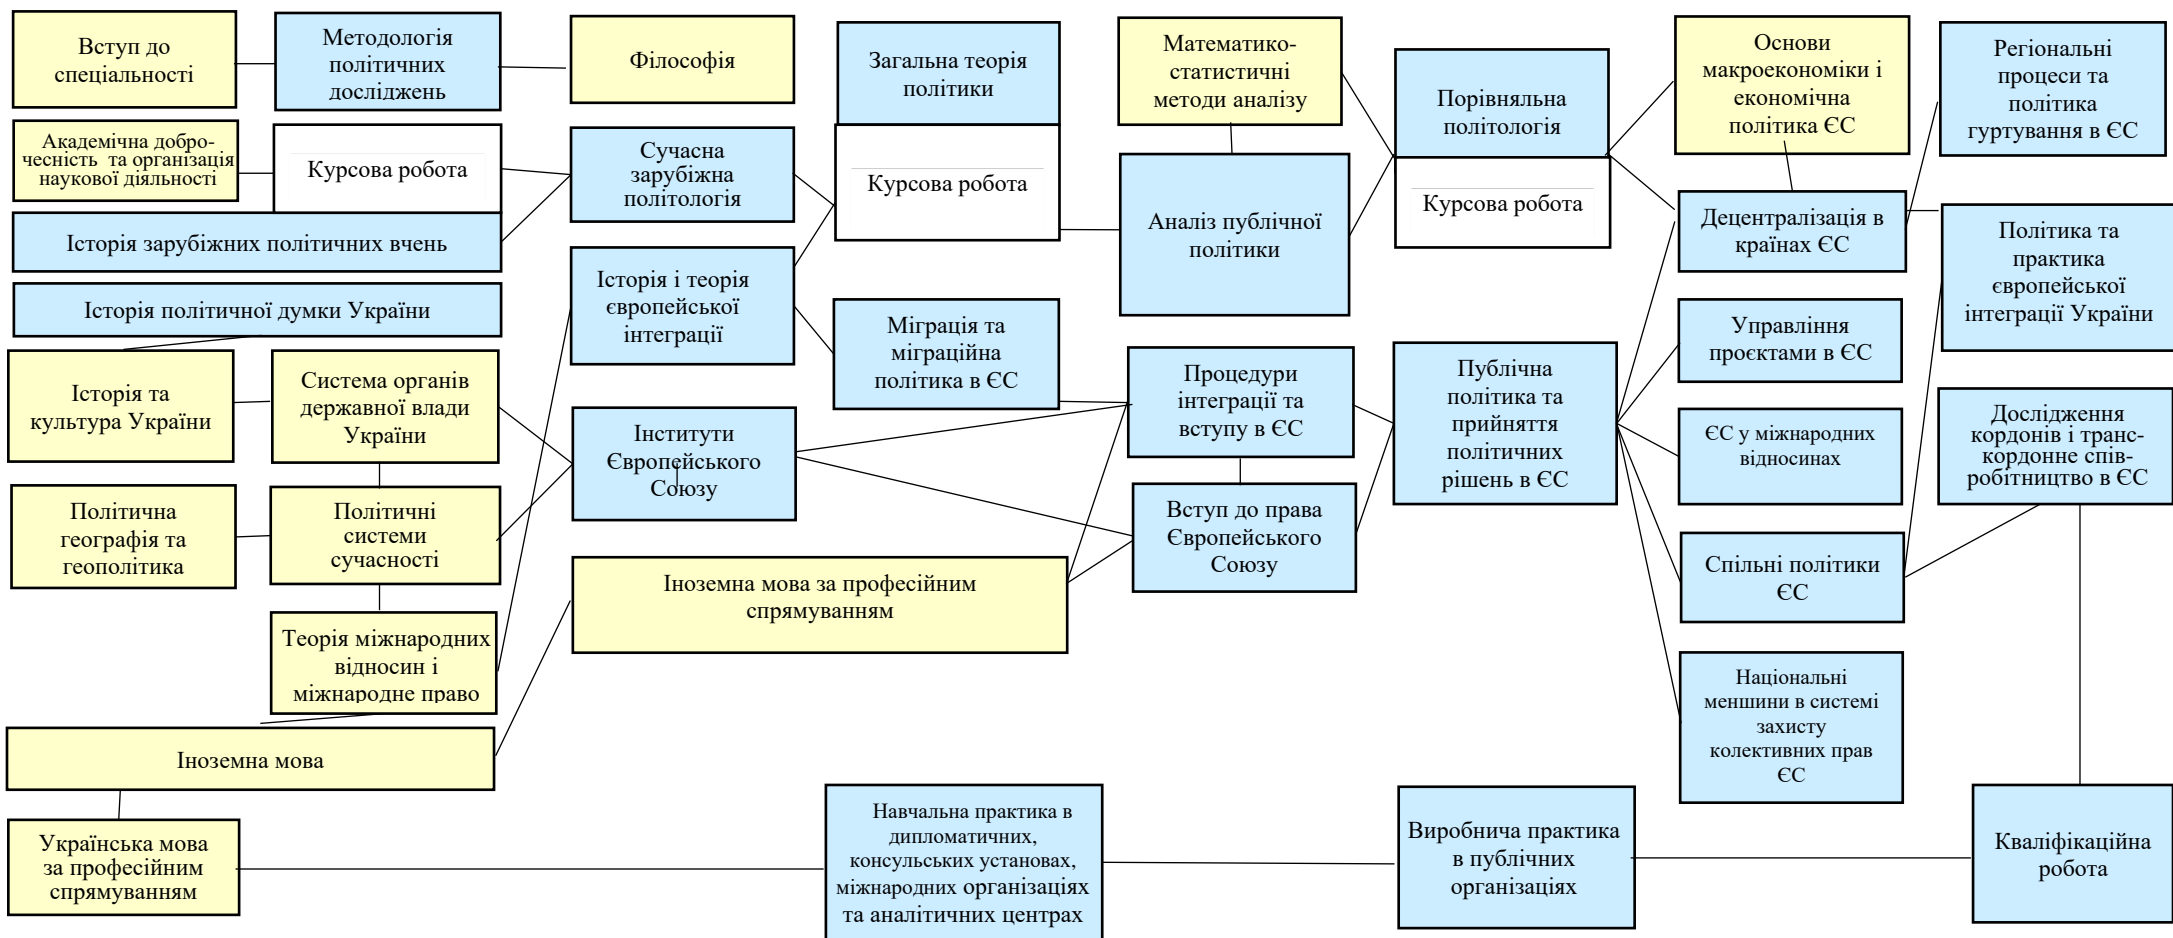 Вступ до
спеціальності
Методологія
політичних
досліджень
Філософія
Загальна теорія
політики
Математико-
статистичні
методи аналізу
Порівняльна
політологія
Основи
макроекономіки і
економічна
політика ЄС
Регіональні
процеси та
політика
гуртування в ЄС
Академічна добро-
чесність та організація
наукової діяльності
Курсова робота
Сучасна
зарубіжна
політологія
Курсова робота
Аналіз публічної
політики
Курсова робота
Децентралізація в
країнах ЄС
Політика та
практика
європейської
інтеграції України
Історія зарубіжних політичних вчень
Історія політичної думки України
Історія і теорія
європейської
інтеграції
Міграція та
міграційна
політика в ЄС
Управління
проєктами в ЄС
Історія та
культура України
Система органів
державної влади
України
Інститути
Європейського
Союзу
Процедури
інтеграції та
вступу в ЄС
Публічна
політика та
прийняття
політичних
рішень в ЄС
ЄС у міжнародних
відносинах
Дослідження
кордонів і транс-
кордонне спів-
робітництво в ЄС
Політична
географія та
геополітика
Політичні
системи
сучасності
Вступ до права
Європейського
Союзу
Спільні політики
ЄС
Теорія міжнародних
відносин і
міжнародне право
Іноземна мова за професійним
спрямуванням
Національні
меншини в системі
захисту
колективних прав
ЄС
Іноземна мова
Українська мова
за професійним
спрямуванням
Навчальна практика в
дипломатичних,
консульських установах,
міжнародних організаціях
та аналітичних центрах
Виробнича практика
в публічних
організаціях
Кваліфікаційна
робота